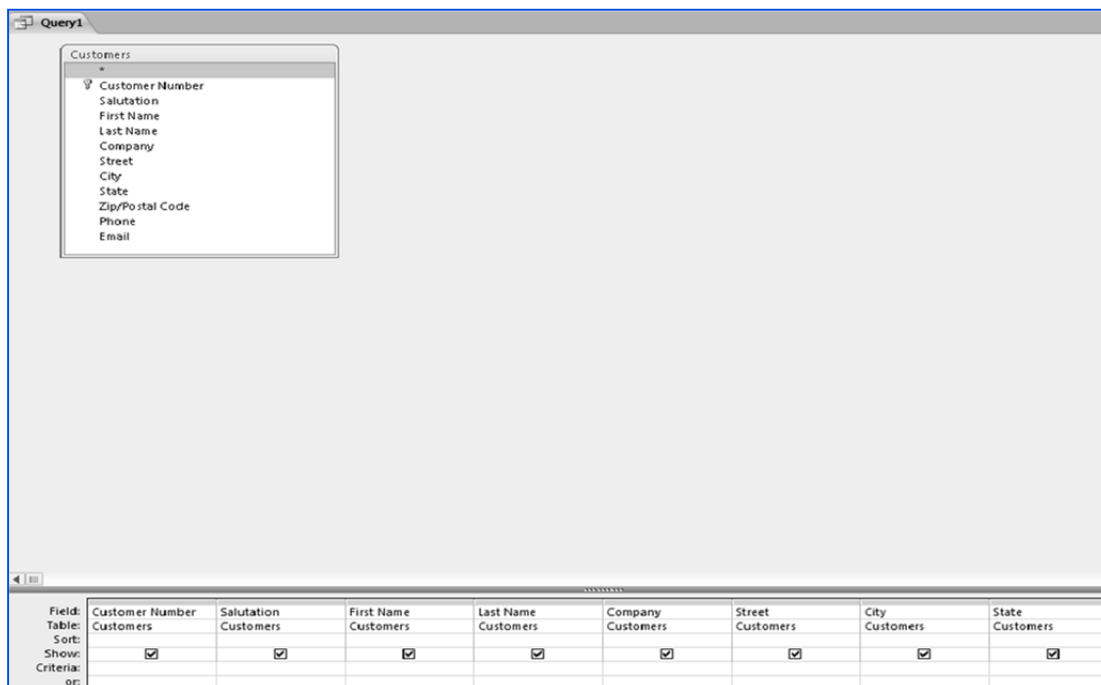 Query1
Customers
*
Customer Number
Salutation
First Name
Last Name
Company
Street
City
State
Zip/Postal Code
Phone
Email
Field: Customer Number Salutation First Name Last Name Company Street City State
Table: Customers Customers Customers Customers Customers Customers Customers Customers
Sort:
Show:
Criteria:
or: